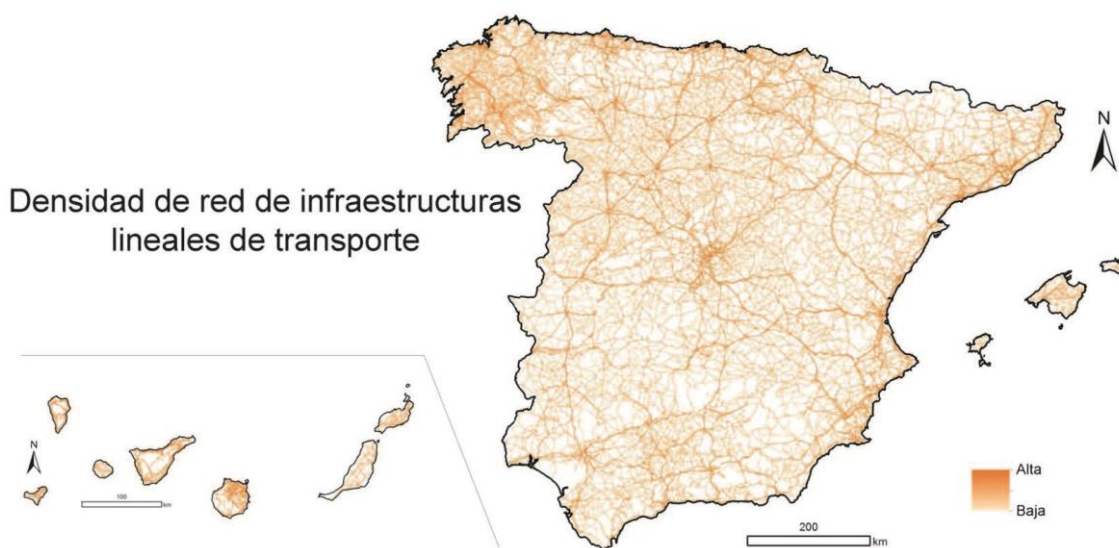 N
Densidad de red de infraestructuras
lineales de transporte
N
100
km
Alta
Baja
200
km